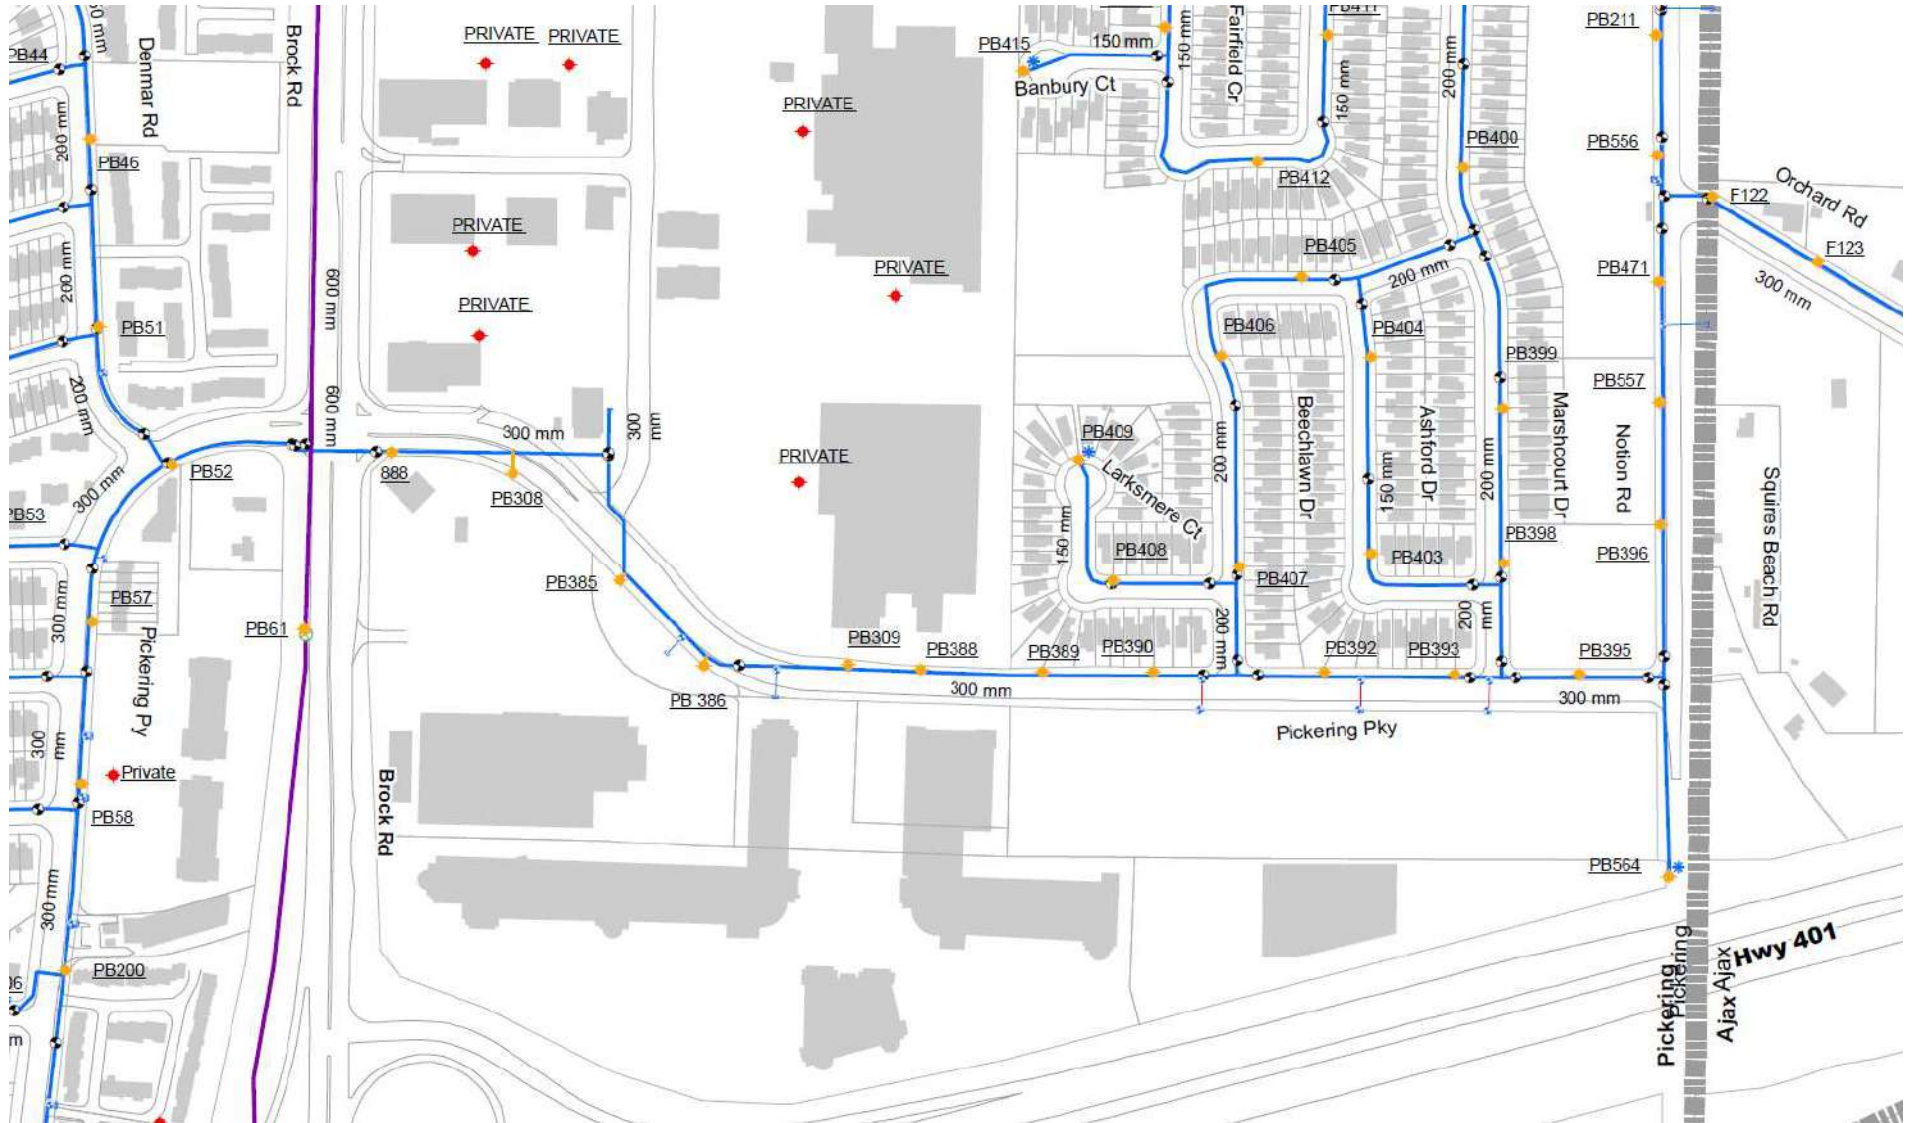 PB44
Denmar Rd
Brock Rd
PRIVATE
PRIVATE
PB415
150 mm
150 mm
Banbury Ct
Fairfield Cr
PB411
150 mm
200 mm
PB211
PRIVATE
200 mm
PB46
PB400
PB556
PB412
Orchard Rd
F122
PRIVATE
PB405
F123
200 mm
600 mm
PRIVATE
200 mm
PB471
300 mm
PRIVATE
PB51
PB406
PB404
PB399
PB557
200 mm
600 mm
300 mm
300 mm
PB409
Beechlawn Dr
Ashford Dr
Marshcourt Dr
Notion Rd
PRIVATE
PB52
888
PB308
Larksmere Ct
200 mm
150 mm
200 mm
Squires Beach Rd
300 mm
PB53
150 mm
PB408
PB403
PB398
PB396
PB385
PB407
PB57
300 mm
PB61
Pickering Py
PB309
PB388
PB389
PB390
200 mm
PB392
PB393
200 mm
PB395
PB 386
300 mm
300 mm
Pickering Pky
300 mm
Private
PB58
Brock Rd
PB564
300 mm
Hwy 401
PB200
Pickering
Pickering
Ajax
Ajax